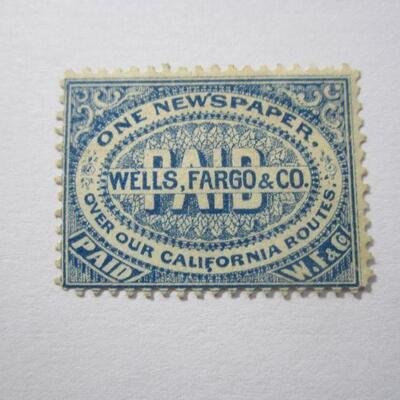 ONE NEWSPAPER.
PAID
WELLS, FARGO & CO.
OVER OUR CALIFORNIA ROUTES.
PAID
W.F.&Co